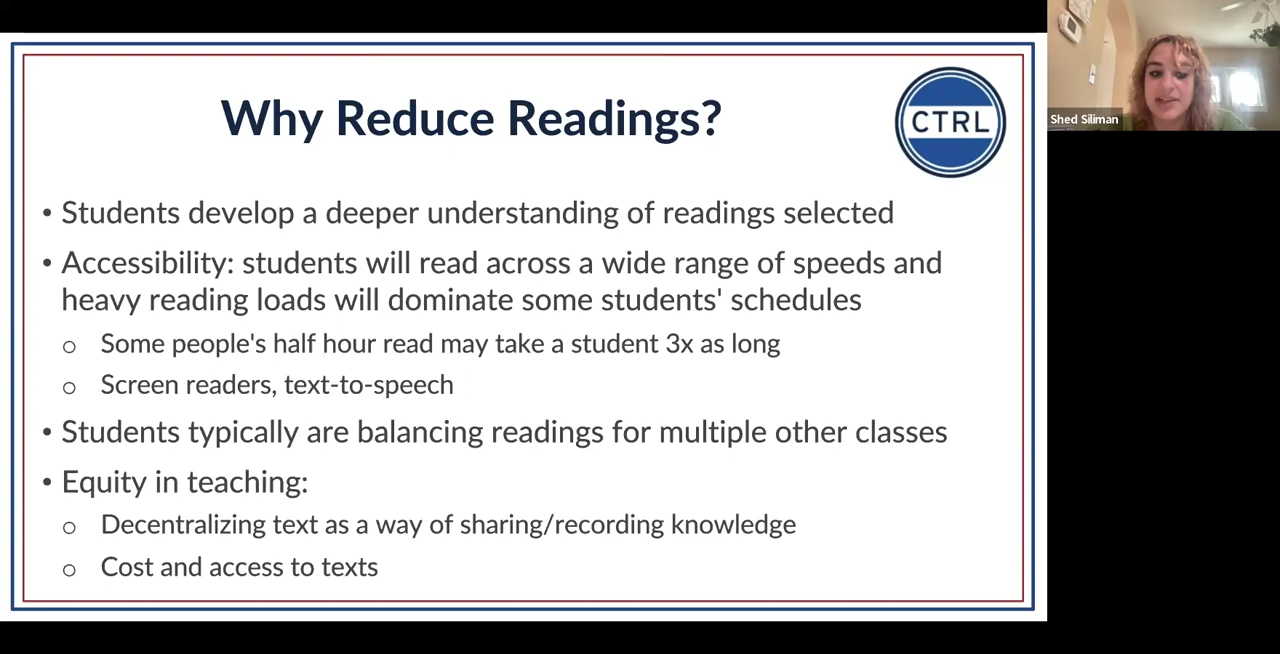 Why Reduce Readings?
CTRL
Shed Siliman
• Students develop a deeper understanding of readings selected
• Accessibility: students will read across a wide range of speeds and
heavy reading loads will dominate some students' schedules
o Some people's half hour read may take a student 3x as long
o Screen readers, text-to-speech
• Students typically are balancing readings for multiple other classes
• Equity in teaching:
o Decentralizing text as a way of sharing/recording knowledge
o Cost and access to texts